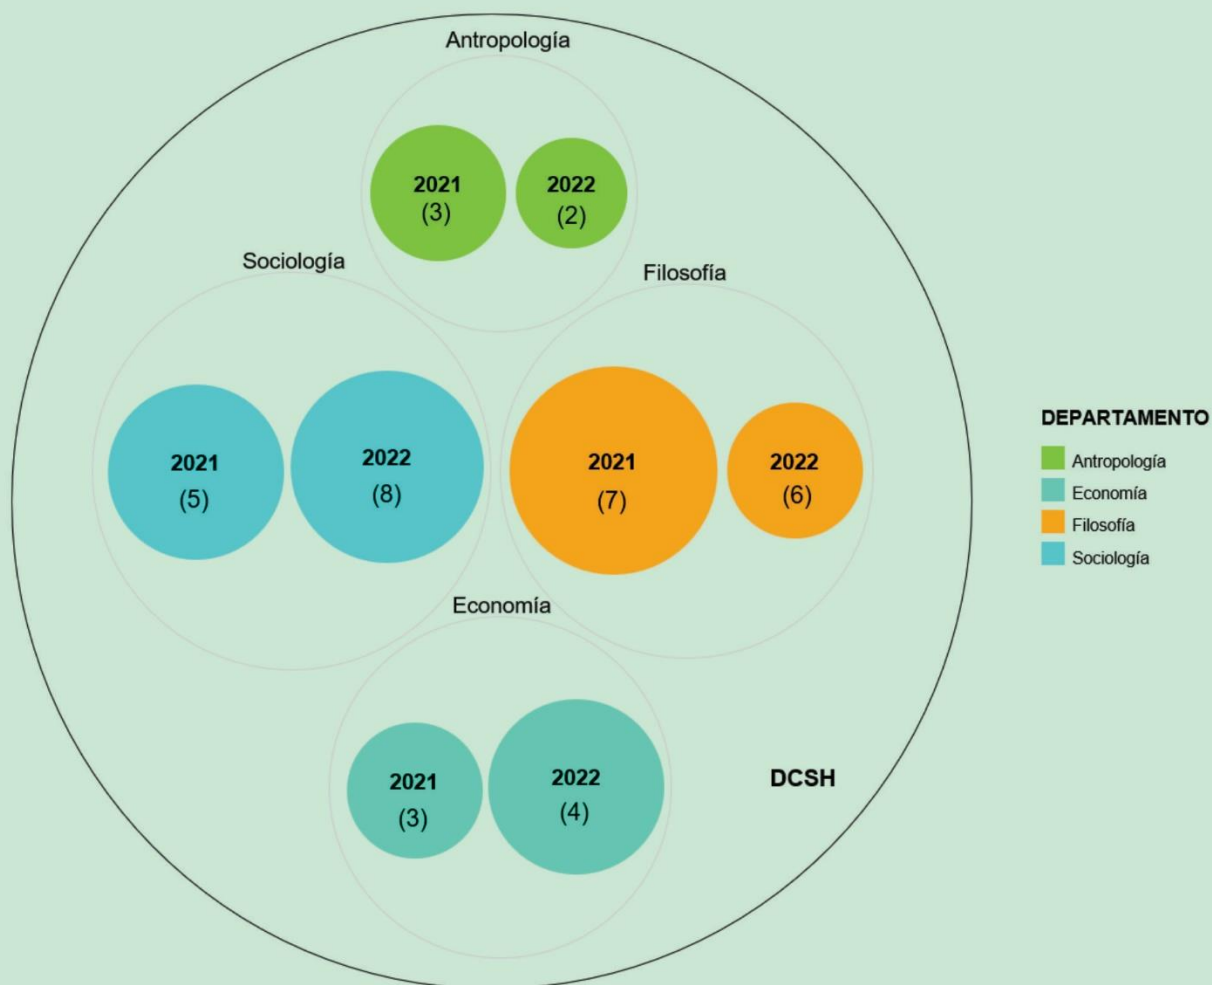 Antropología
2021
(3)
2022
(2)
Sociología
2021
(5)
2022
(8)
Filosofía
2021
(7)
2022
(6)
Economía
2021
(3)
2022
(4)
DCSH
DEPARTAMENTO
Antropología
Economía
Filosofía
Sociología